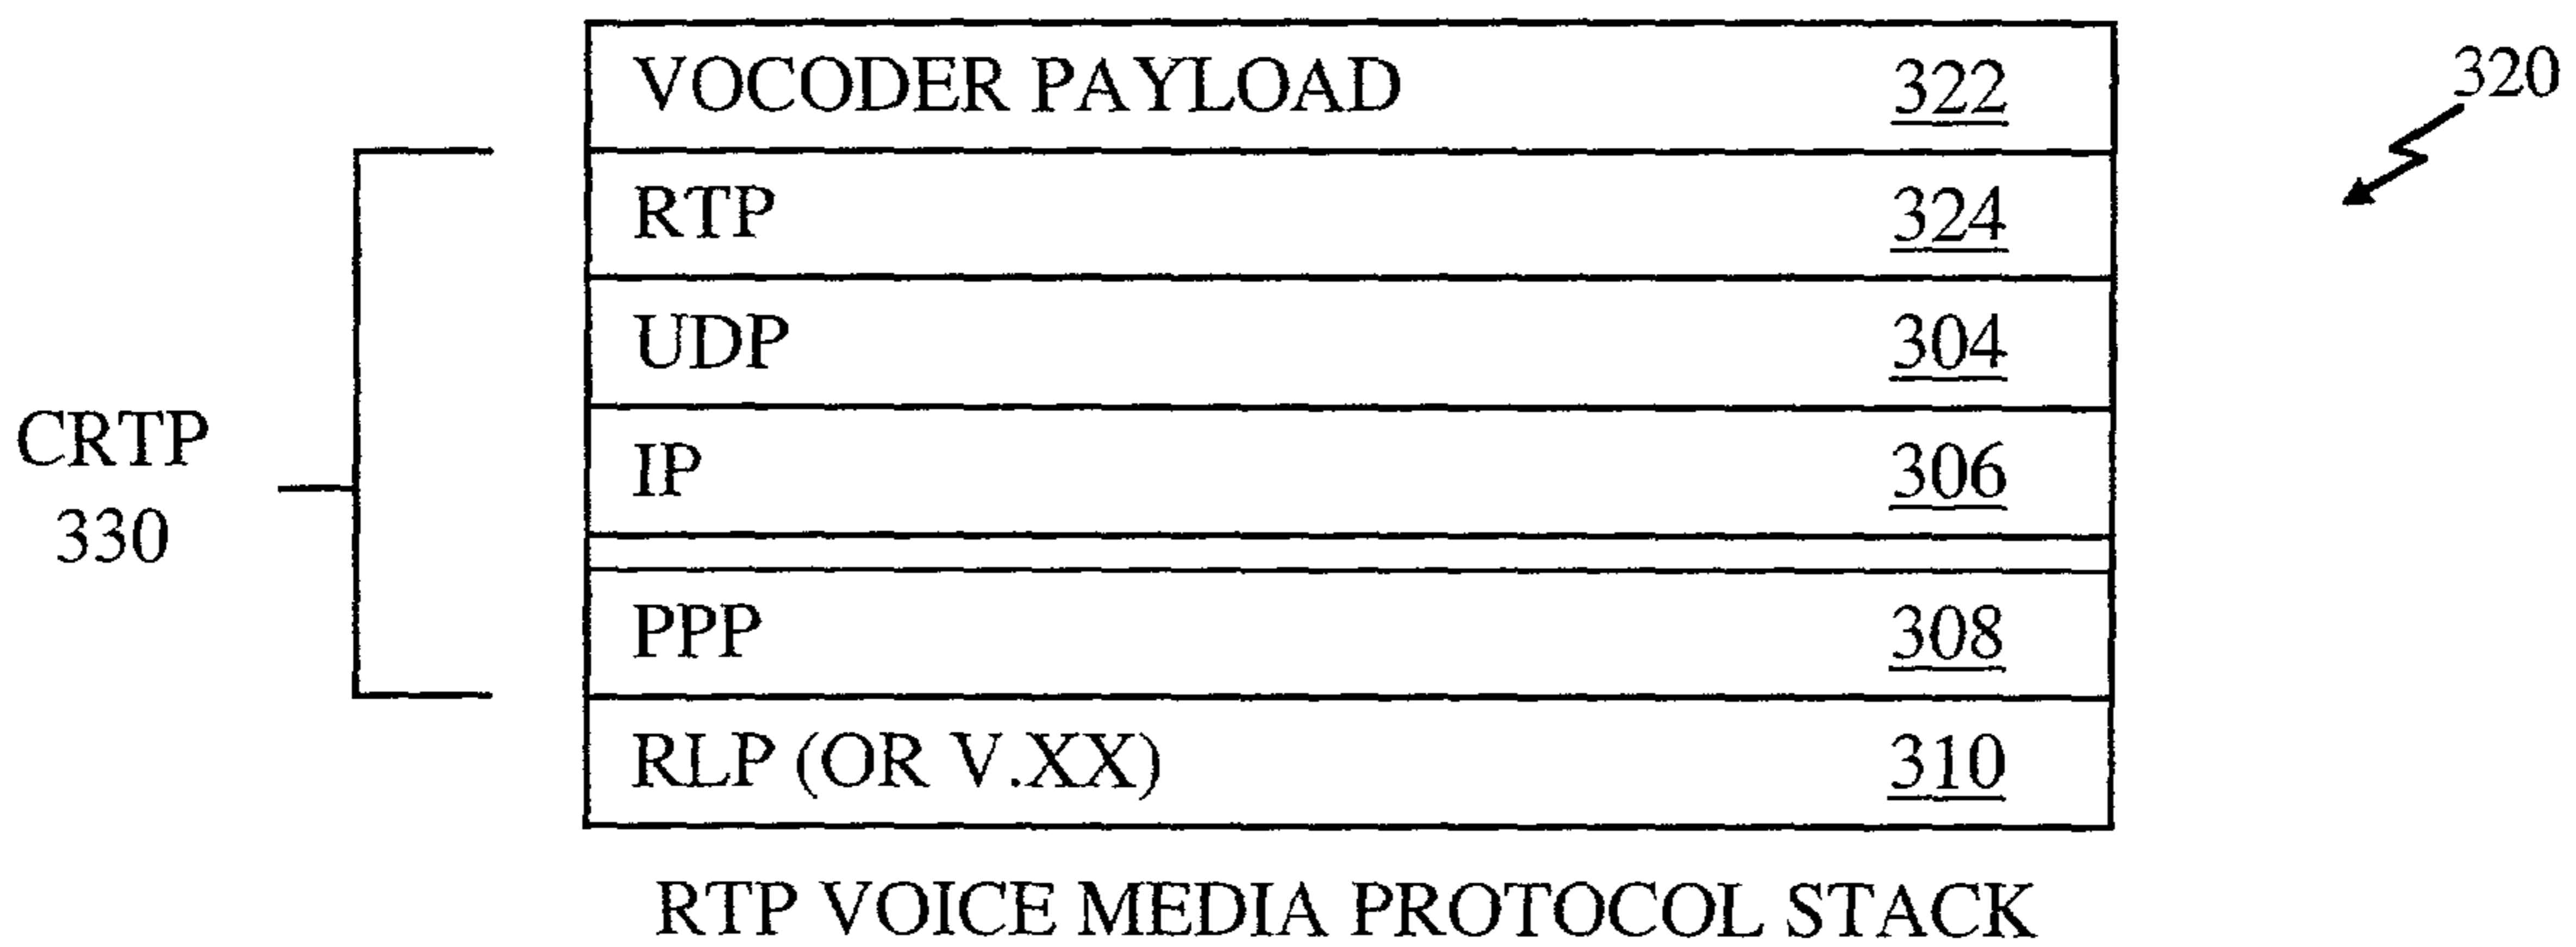 VOCODER PAYLOAD 322
320
RTP 324
UDP 304
CRTP
330
IP 306
PPP 308
RLP (OR V.XX) 310
RTP VOICE MEDIA PROTOCOL STACK